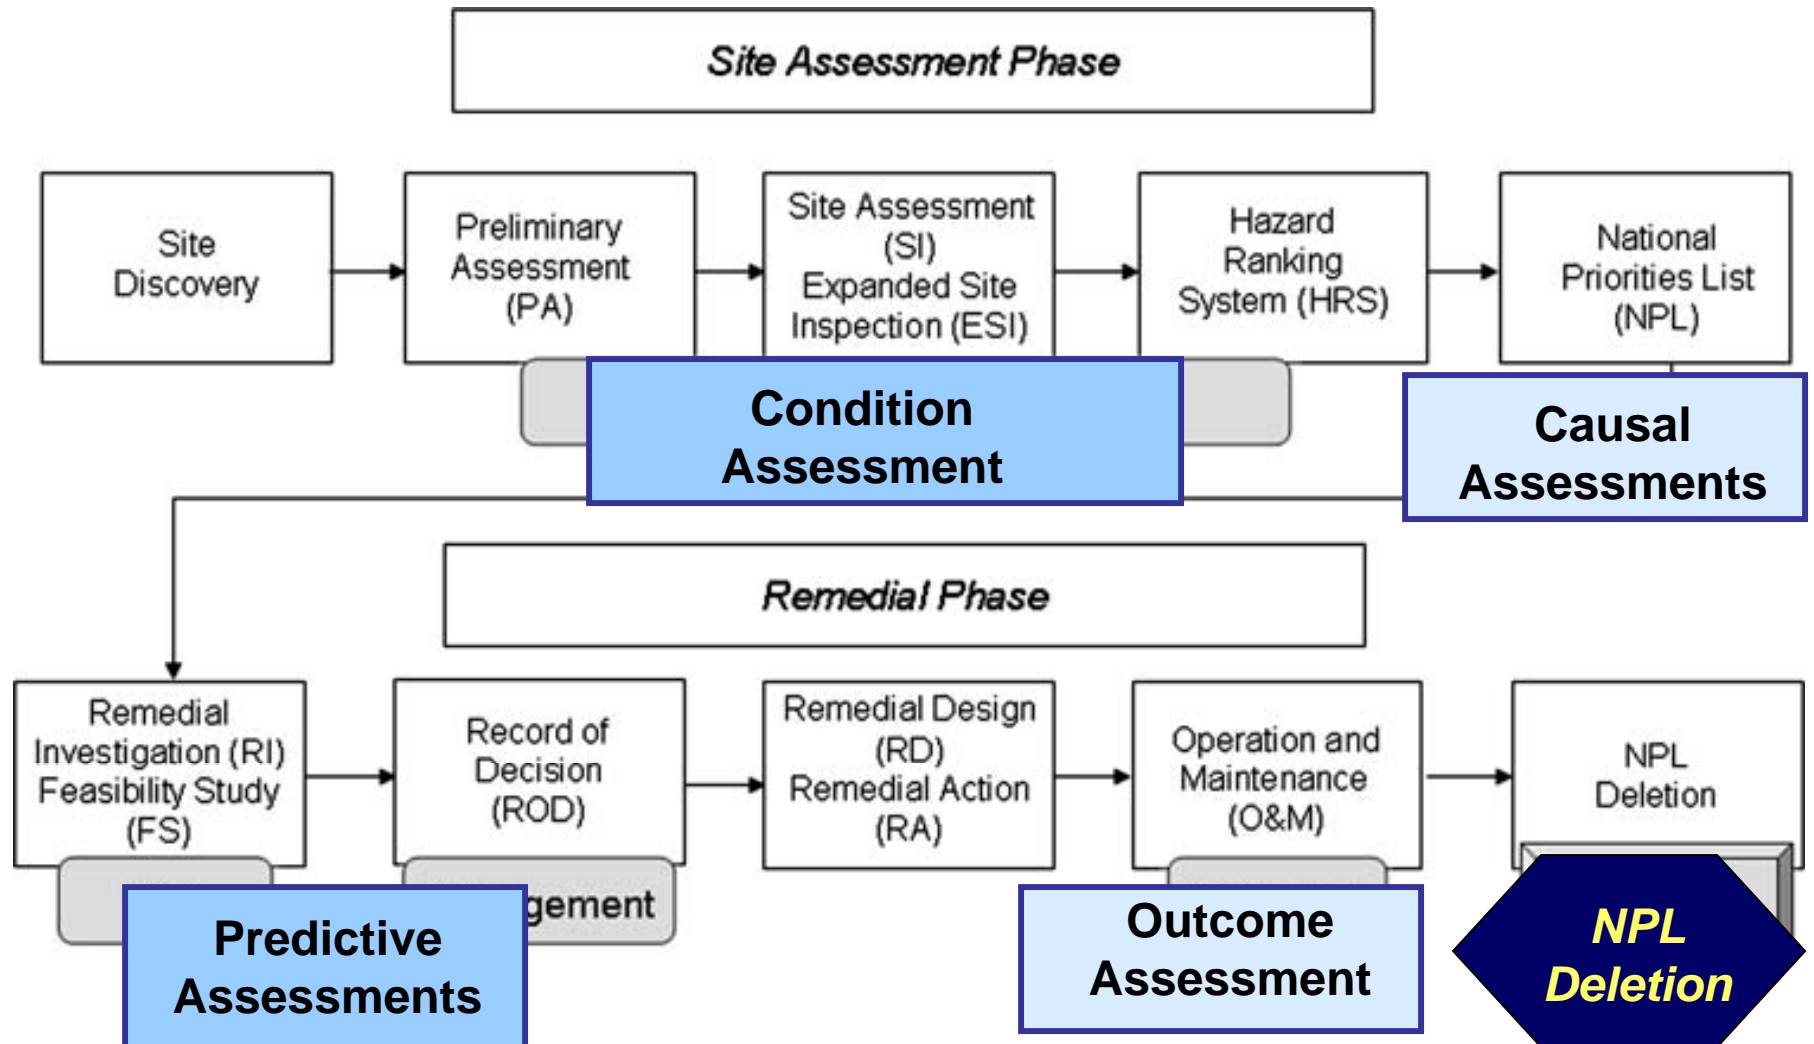 Site Assessment Phase
Site
Discovery
Preliminary
Assessment
(PA)
Site Assessment
(SI)
Expanded Site
Inspection (ESI)
Hazard
Ranking
System (HRS)
National
Priorities List
(NPL)
Condition
Assessment
Causal
Assessments
Remedial Phase
Remedial
Investigation (RI)
Feasibility Study
(FS)
Record of
Decision
(ROD)
Remedial Design
(RD)
Remedial Action
(RA)
Operation and
Maintenance
(O&M)
NPL
Deletion
Predictive
Assessments
gement
Outcome
Assessment
NPL
Deletion